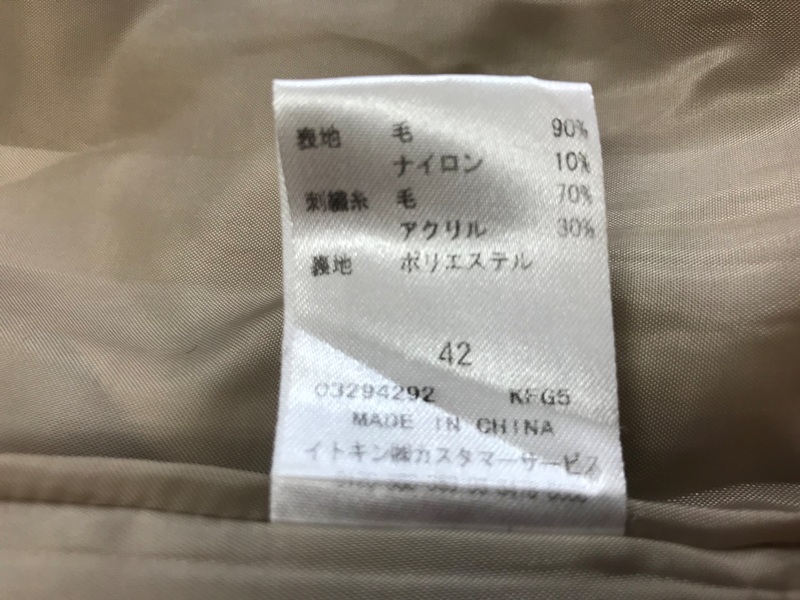 表地 毛 90%
ナイロン 10%
刺繍糸 毛 70%
アクリル 30%
裏地 ポリエステル
42
03294292 KFG5
MADE IN CHINA
イトキン㈱カスタマーサービス